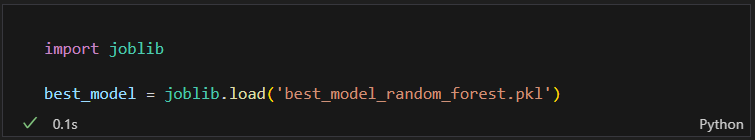 import joblib
best_model = joblib.load('best_model_random_forest.pkl')
0.1s
Python